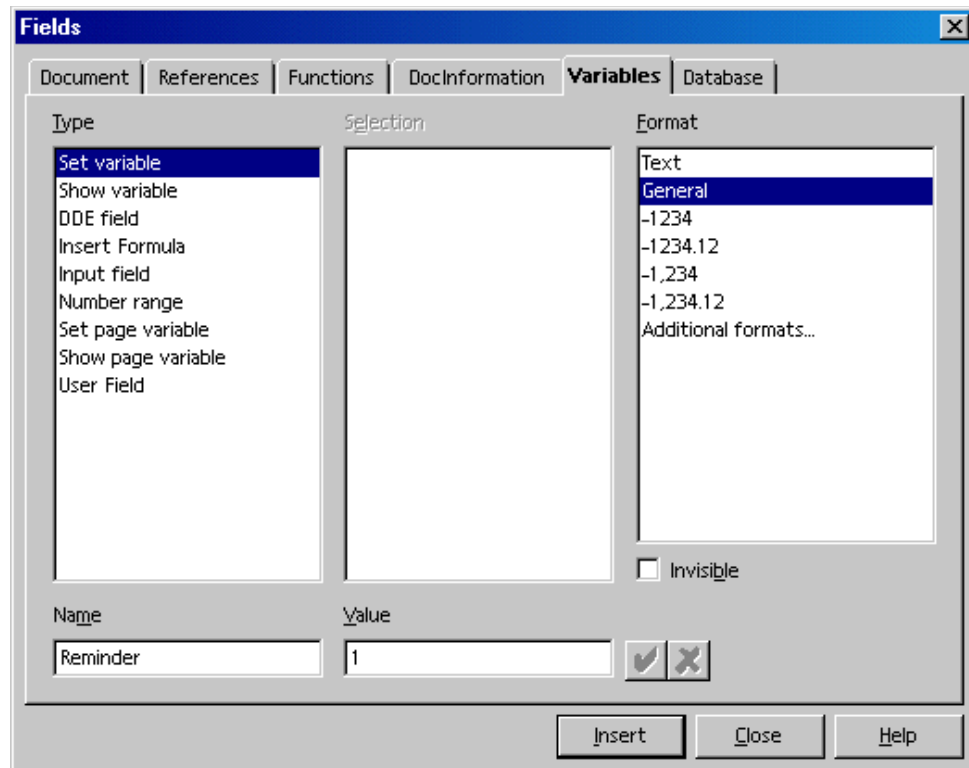 Fields
Document References Functions DocInformation Variables Database
Type
Set variable
Show variable
DDE field
Insert Formula
Input field
Number range
Set page variable
Show page variable
User Field
Selection
Format
Text
General
-1234
-1234.12
-1,234
-1,234.12
Additional formats...
Invisible
Name
Reminder
Value
1
Insert Close Help